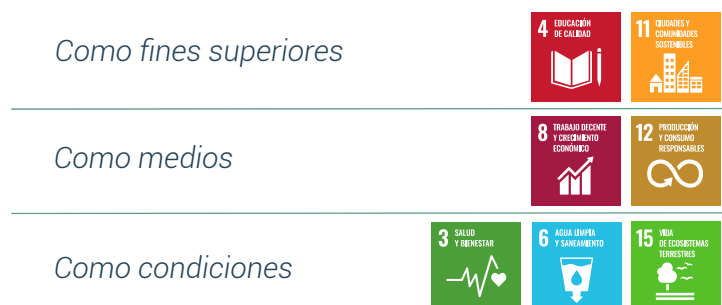 Como fines superiores
4 EDUCACIÓN
DE CALIDAD
11 CIUDADES Y
COMUNIDADES
SOSTENIBLES
Como medios
8 TRABAJO DECENTE
Y CRECIMIENTO
ECONÓMICO
12 PRODUCCIÓN
Y CONSUMO
RESPONSABLES
Como condiciones
3 SALUD
Y BIENESTAR
6 AGUA LIMPIA
Y SANEAMIENTO
15 VIDA
DE ECOSISTEMAS
TERRESTRES